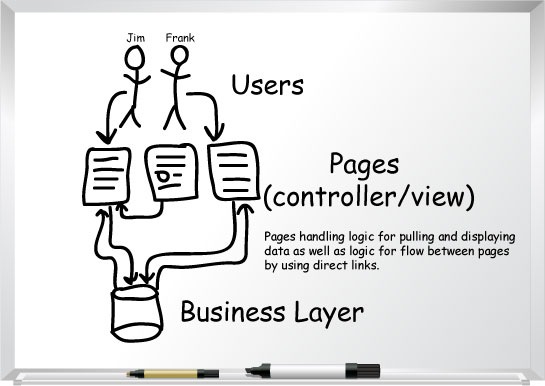 Jim Frank
Users
Pages
(controller/view)
Pages handling logic for pulling and displaying
data as well as logic for flow between pages
by using direct links.
Business Layer